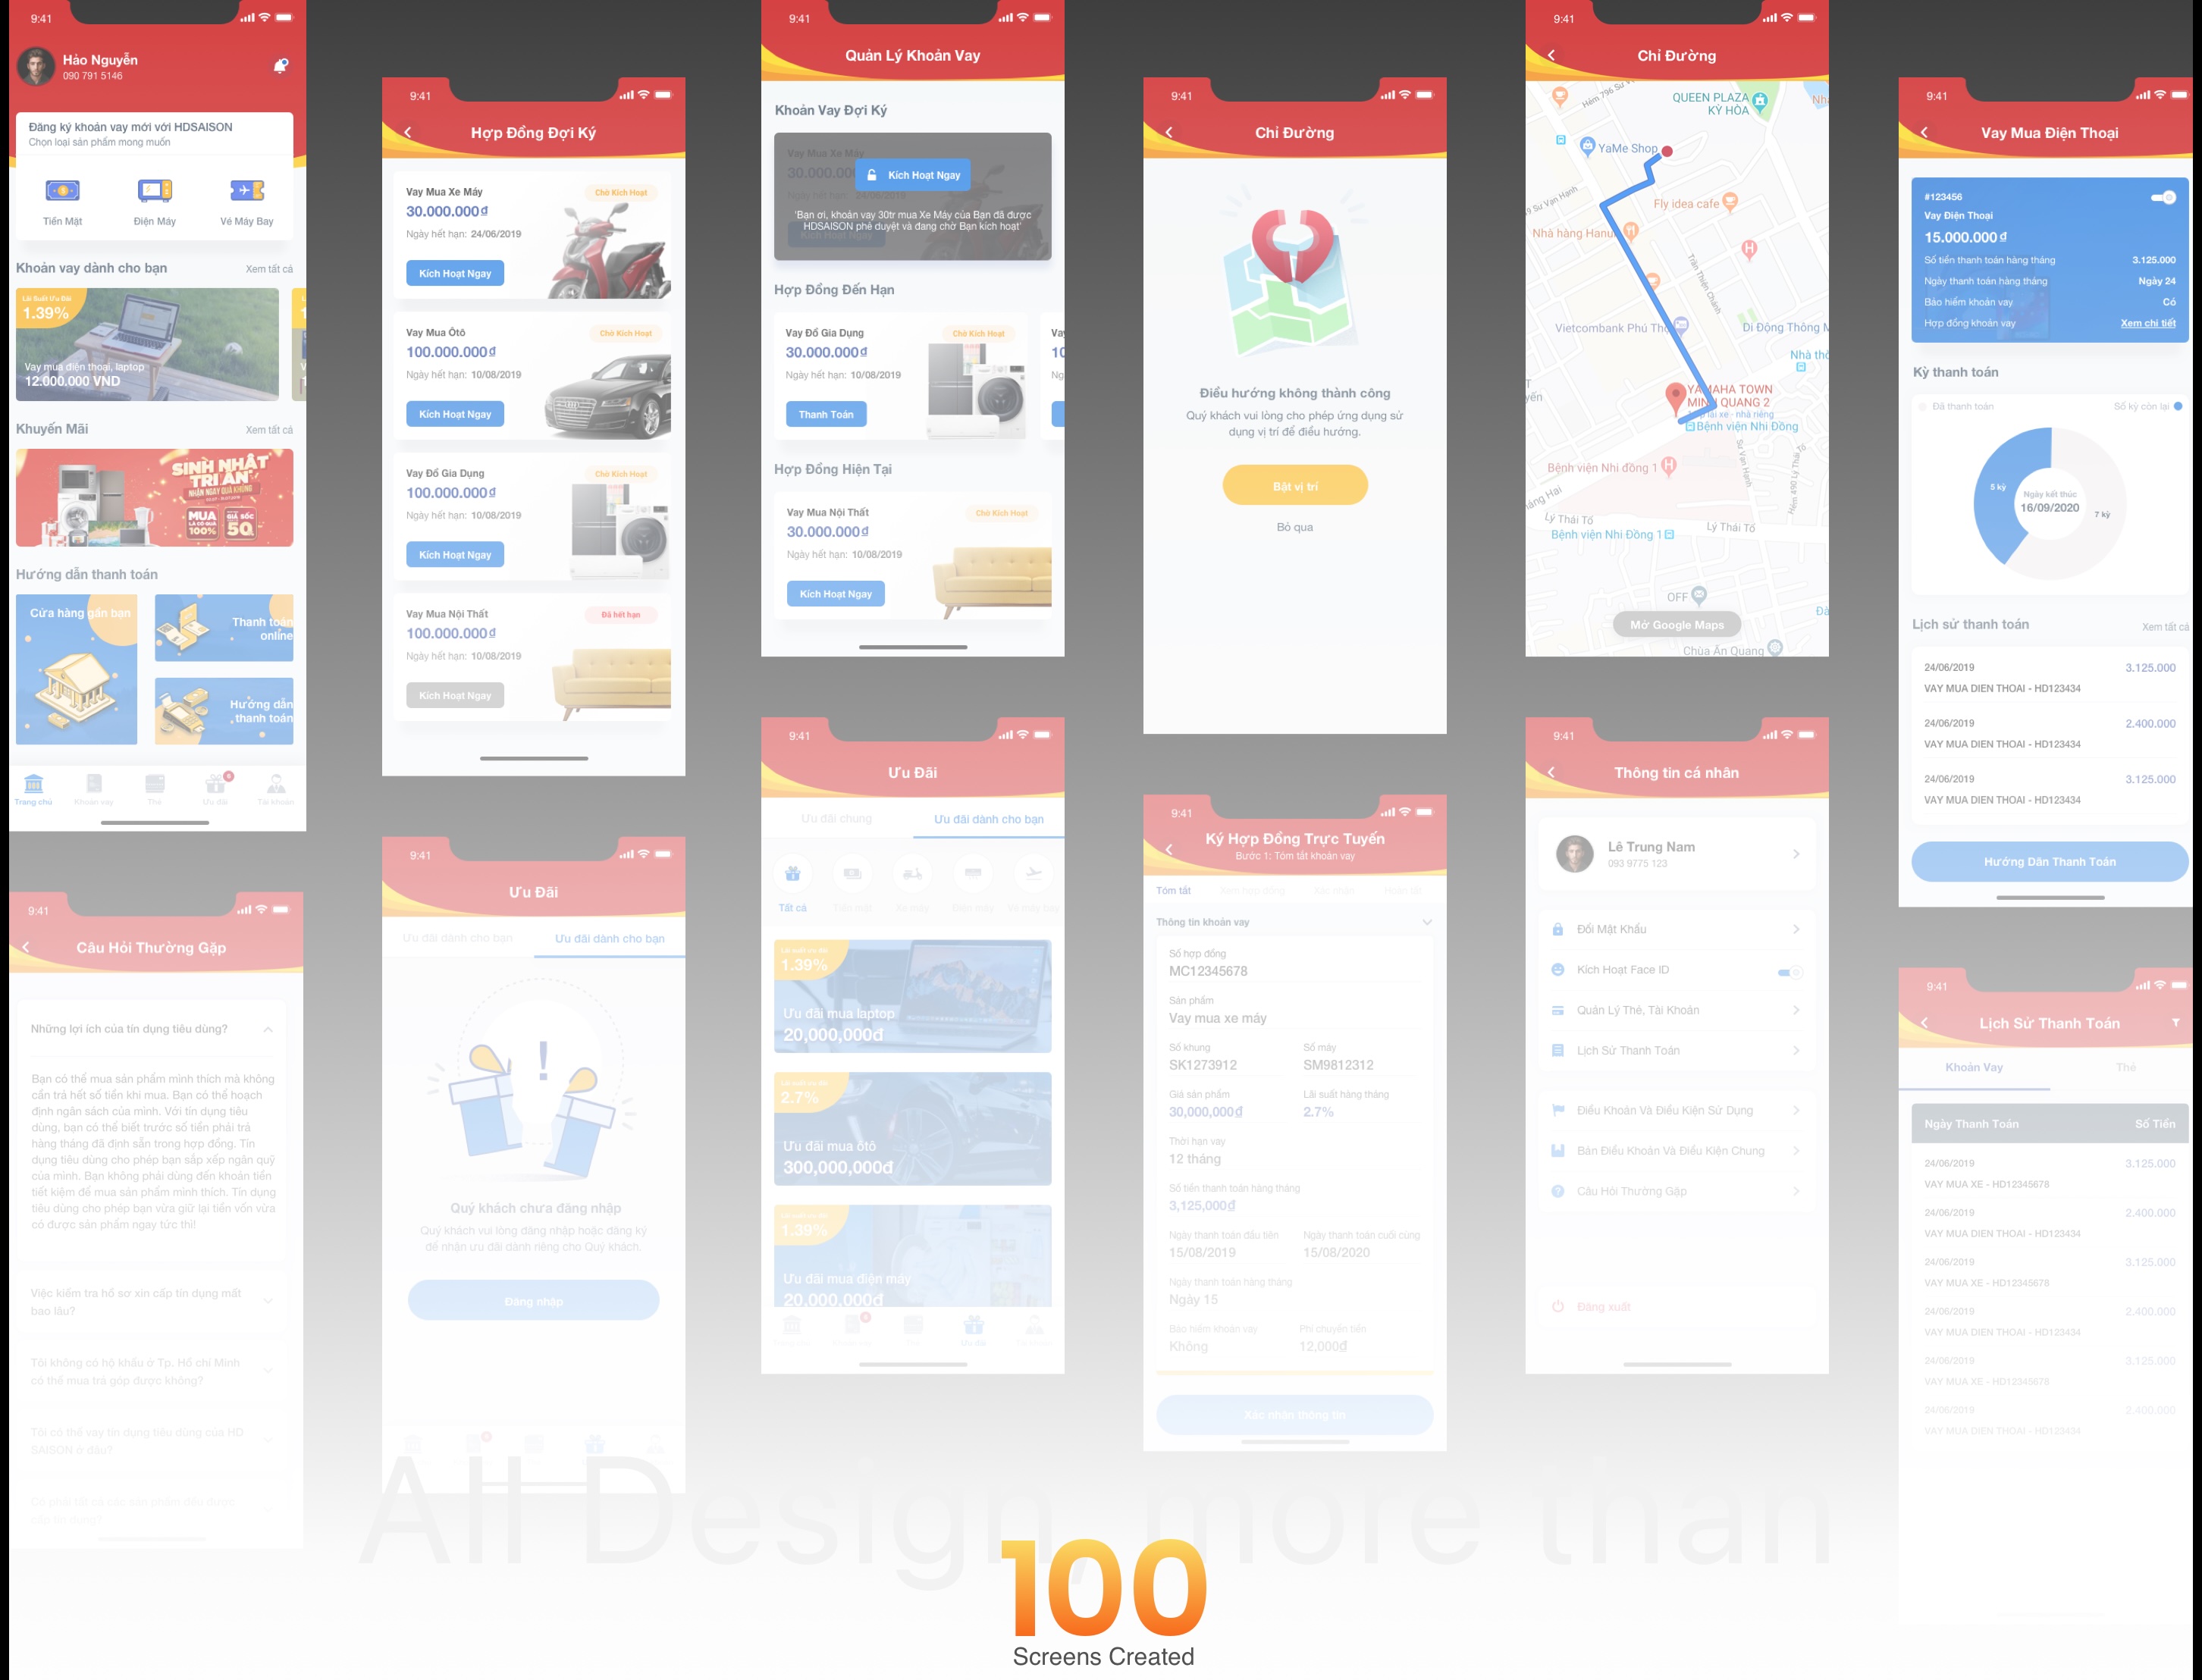 9:41
Hảo Nguyễn
090 791 5146
Đăng ký khoản vay mới với HDSAISON
Chọn loại sản phẩm mong muốn
Tiền Mặt
Điện Máy
Vé Máy Bay
Khoản vay dành cho bạn
Xem tất cả
Lãi Suất Ưu Đãi
1.39%
Vay mua điện thoại, laptop
12.000.000 VND
Khuyến Mãi
Xem tất cả
SINH NHẬT
TRI ÂN
NHẬN NGAY QUÀ KHỦNG
MUA
LÀ CÓ QUÀ
100%
GIÁ SỐC
50
Hướng dẫn thanh toán
Cửa hàng gần bạn
Thanh toán
online
Hướng dẫn
thanh toán
Trang chủ
Khoản vay
Thẻ
Ưu đãi
Tài khoản
9:41
Câu Hỏi Thường Gặp
Những lợi ích của tín dụng tiêu dùng?
Bạn có thể mua sản phẩm mình thích mà không
cần trả hết số tiền khi mua. Bạn có thể hoạch
định ngân sách của mình. Với tín dụng tiêu
dùng, bạn có thể biết trước số tiền phải trả
hàng tháng đã định sẵn trong hợp đồng. Tín
dụng tiêu dùng cho phép bạn sắp xếp ngân quỹ
của mình. Bạn không phải dùng đến khoản tiền
tiết kiệm để mua sản phẩm mình thích. Tín dụng
tiêu dùng cho phép bạn vừa giữ lại tiền vốn vừa
có được sản phẩm ngay tức thì!
Việc kiểm tra hồ sơ xin cấp tín dụng mất
bao lâu?
Tôi không có hộ khẩu ở Tp. Hồ chí Minh
có thể mua trả góp được không?
Tôi có thể vay tín dụng tiêu dùng của HD
SAISON ở đâu?
Có phải tất cả các sản phẩm đều được
cấp tín dụng?
9:41
Hợp Đồng Đợi Ký
Vay Mua Xe Máy
Chờ Kích Hoạt
30.000.000₫
Ngày hết hạn: 24/06/2019
Kích Hoạt Ngay
Vay Mua Ôtô
Chờ Kích Hoạt
100.000.000₫
Ngày hết hạn: 10/08/2019
Kích Hoạt Ngay
Vay Đồ Gia Dụng
Chờ Kích Hoạt
100.000.000₫
Ngày hết hạn: 10/08/2019
Kích Hoạt Ngay
Vay Mua Nội Thất
Đã hết hạn
100.000.000₫
Ngày hết hạn: 10/08/2019
Kích Hoạt Ngay
9:41
Ưu Đãi
Ưu đãi dành cho bạn
Ưu đãi dành cho bạn
!
Quý khách chưa đăng nhập
Quý khách vui lòng đăng nhập hoặc đăng ký
để nhận ưu đãi dành riêng cho Quý khách.
Đăng nhập
9:41
Quản Lý Khoản Vay
Khoản Vay Đợi Ký
Vay Mua Xe Máy
30.000.000
Kích Hoạt Ngay
'Bạn ơi, khoản vay 30tr mua Xe Máy của Bạn đã được
HDSAISON phê duyệt và đang chờ Bạn kích hoạt'
Hợp Đồng Đến Hạn
Vay Đồ Gia Dụng
Chờ Kích Hoạt
30.000.000₫
Ngày hết hạn: 10/08/2019
Thanh Toán
Hợp Đồng Hiện Tại
Vay Mua Nội Thất
Chờ Kích Hoạt
30.000.000₫
Ngày hết hạn: 10/08/2019
Kích Hoạt Ngay
9:41
Ưu Đãi
Ưu đãi chung
Ưu đãi dành cho bạn
Tất cả
Tiền mặt
Xe máy
Điện máy
Vé máy bay
Lãi suất ưu đãi
1.39%
Ưu đãi mua laptop
20,000,000đ
Lãi suất ưu đãi
2.7%
Ưu đãi mua ôtô
300,000,000đ
Lãi suất ưu đãi
1.39%
Ưu đãi mua điện máy
20,000,000đ
Ưu đãi
9:41
Chỉ Đường
Điều hướng không thành công
Quý khách vui lòng cho phép ứng dụng sử
dụng vị trí để điều hướng.
Bật vị trí
Bỏ qua
9:41
Ký Hợp Đồng Trực Tuyến
Bước 1: Tóm tắt khoản vay
Tóm tắt
Xem hợp đồng
Xác nhận
Hoàn tất
Thông tin khoản vay
Số hợp đồng
MC12345678
Sản phẩm
Vay mua xe máy
Số khung
Số máy
SK1273912
SM9812312
Giá sản phẩm
Lãi suất hàng tháng
30,000,000₫
2.7%
Thời hạn vay
12 tháng
Số tiền thanh toán hàng tháng
3,125,000₫
Ngày thanh toán đầu tiên
Ngày thanh toán cuối cùng
15/08/2019
15/08/2020
Ngày thanh toán hàng tháng
Ngày 15
Bảo hiểm khoản vay
Phí chuyển tiền
Không
12,000₫
Xác nhận thông tin
9:41
Chỉ Đường
Hẻm 796 Sư V
QUEEN PLAZA
KỲ HÒA
YaMe Shop
Sư Vạn Hạnh
Fly idea cafe
Nhà hàng Hanu
Trần Thiện Chánh
Vietcombank Phú Thọ
Di Động Thông M
Nhà thờ
YAMAHA TOWN
MINH QUANG 2
lái xe - nhà riêng
Bệnh viện Nhi Đồng
Bệnh viện Nhi đồng 1
Sư Vạn Hạnh
Hẻm 490 Lý Thái Tổ
Lý Thái Tổ
Lý Thái Tổ
Bệnh viện Nhi Đồng 1
OFF
Mở Google Maps
Chùa Ấn Quang
9:41
Thông tin cá nhân
Lê Trung Nam
093 9775 123
Đổi Mật Khẩu
Kích Hoạt Face ID
Quản Lý Thẻ, Tài Khoản
Lịch Sử Thanh Toán
Điều Khoản Và Điều Kiện Sử Dụng
Bản Điều Khoản Và Điều Kiện Chung
Câu Hỏi Thường Gặp
Đăng xuất
9:41
Vay Mua Điện Thoại
#123456
Vay Điện Thoại
15.000.000₫
Số tiền thanh toán hàng tháng
3.125.000
Ngày thanh toán hàng tháng
Ngày 24
Bảo hiểm khoản vay
Có
Hợp đồng khoản vay
Xem chi tiết
Kỳ thanh toán
Đã thanh toán
Số kỳ còn lại
5 kỳ
Ngày kết thúc
16/09/2020
7 kỳ
Lịch sử thanh toán
Xem tất cả
24/06/2019
3.125.000
VAY MUA DIEN THOAI - HD123434
24/06/2019
2.400.000
VAY MUA DIEN THOAI - HD123434
24/06/2019
3.125.000
VAY MUA DIEN THOAI - HD123434
Hướng Dẫn Thanh Toán
9:41
Lịch Sử Thanh Toán
Khoản Vay
Thẻ
Ngày Thanh Toán
Số Tiền
24/06/2019
3.125.000
VAY MUA XE - HD12345678
24/06/2019
2.400.000
VAY MUA DIEN THOAI - HD123434
24/06/2019
3.125.000
VAY MUA XE - HD12345678
24/06/2019
2.400.000
VAY MUA DIEN THOAI - HD123434
24/06/2019
3.125.000
VAY MUA XE - HD12345678
24/06/2019
2.400.000
VAY MUA DIEN THOAI - HD123434
All Design, more than
100
Screens Created